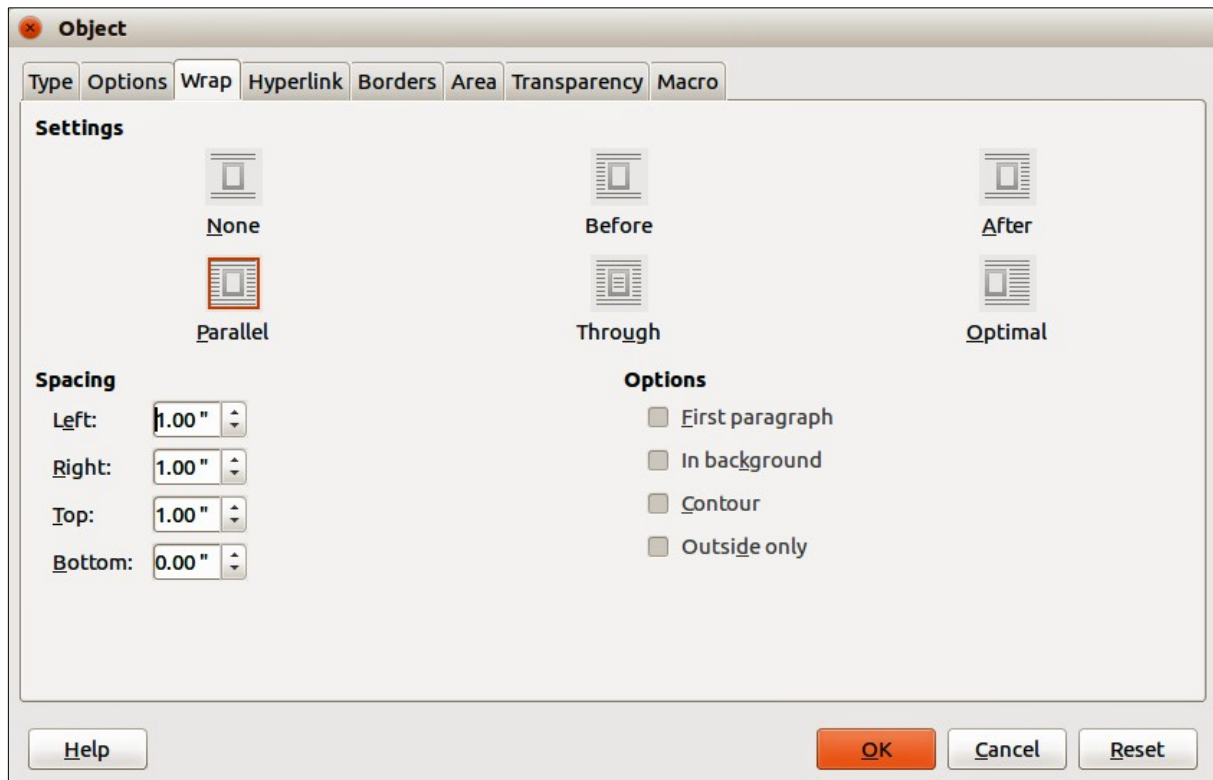 Object
Type Options Wrap Hyperlink Borders Area Transparency Macro
Settings
None Before After
Parallel Through Optimal
Spacing Options
Left: 1.00 " First paragraph
Right: 1.00 " In background
Top: 1.00 " Contour
Bottom: 0.00 " Outside only
Help OK Cancel Reset